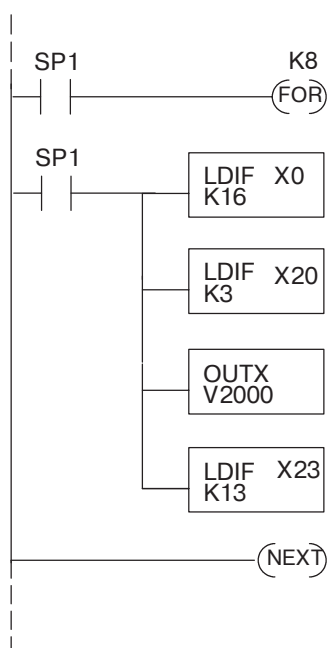 SP1 K8
(FOR)
SP1
LDIF X0
K16
LDIF X20
K3
OUTX
V2000
LDIF X23
K13
(NEXT)